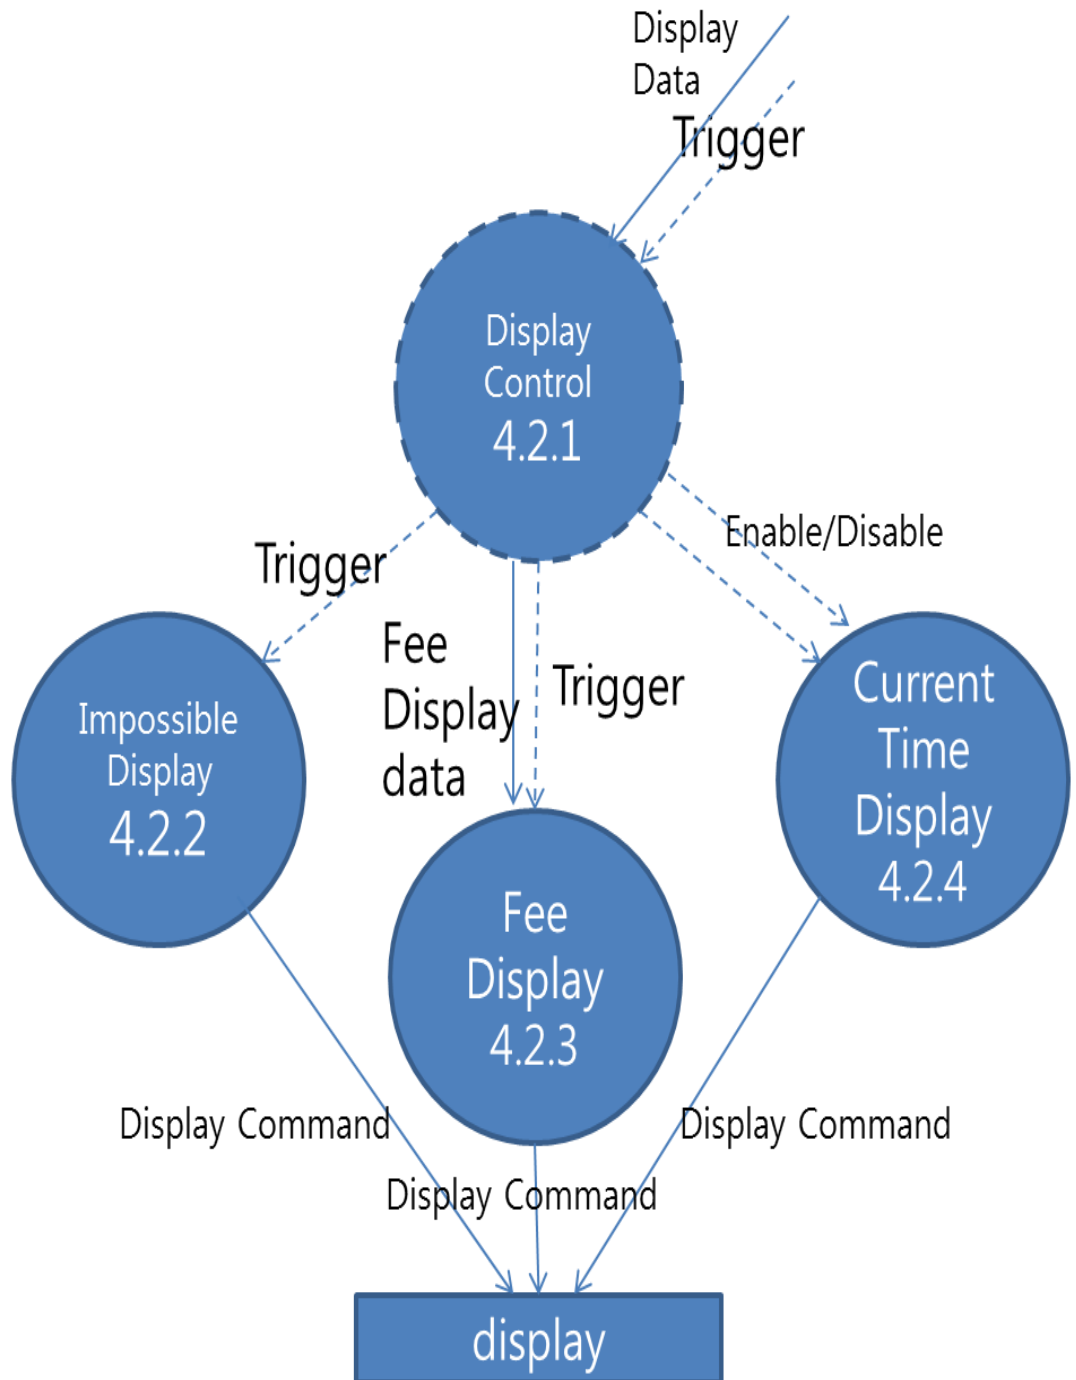 Display
Data
Trigger
Display
Control
4.2.1
Enable/Disable
Trigger
Fee
Display
data
Trigger
Impossible
Display
4.2.2
Current
Time
Display
4.2.4
Fee
Display
4.2.3
Display Command
Display Command
Display Command
display